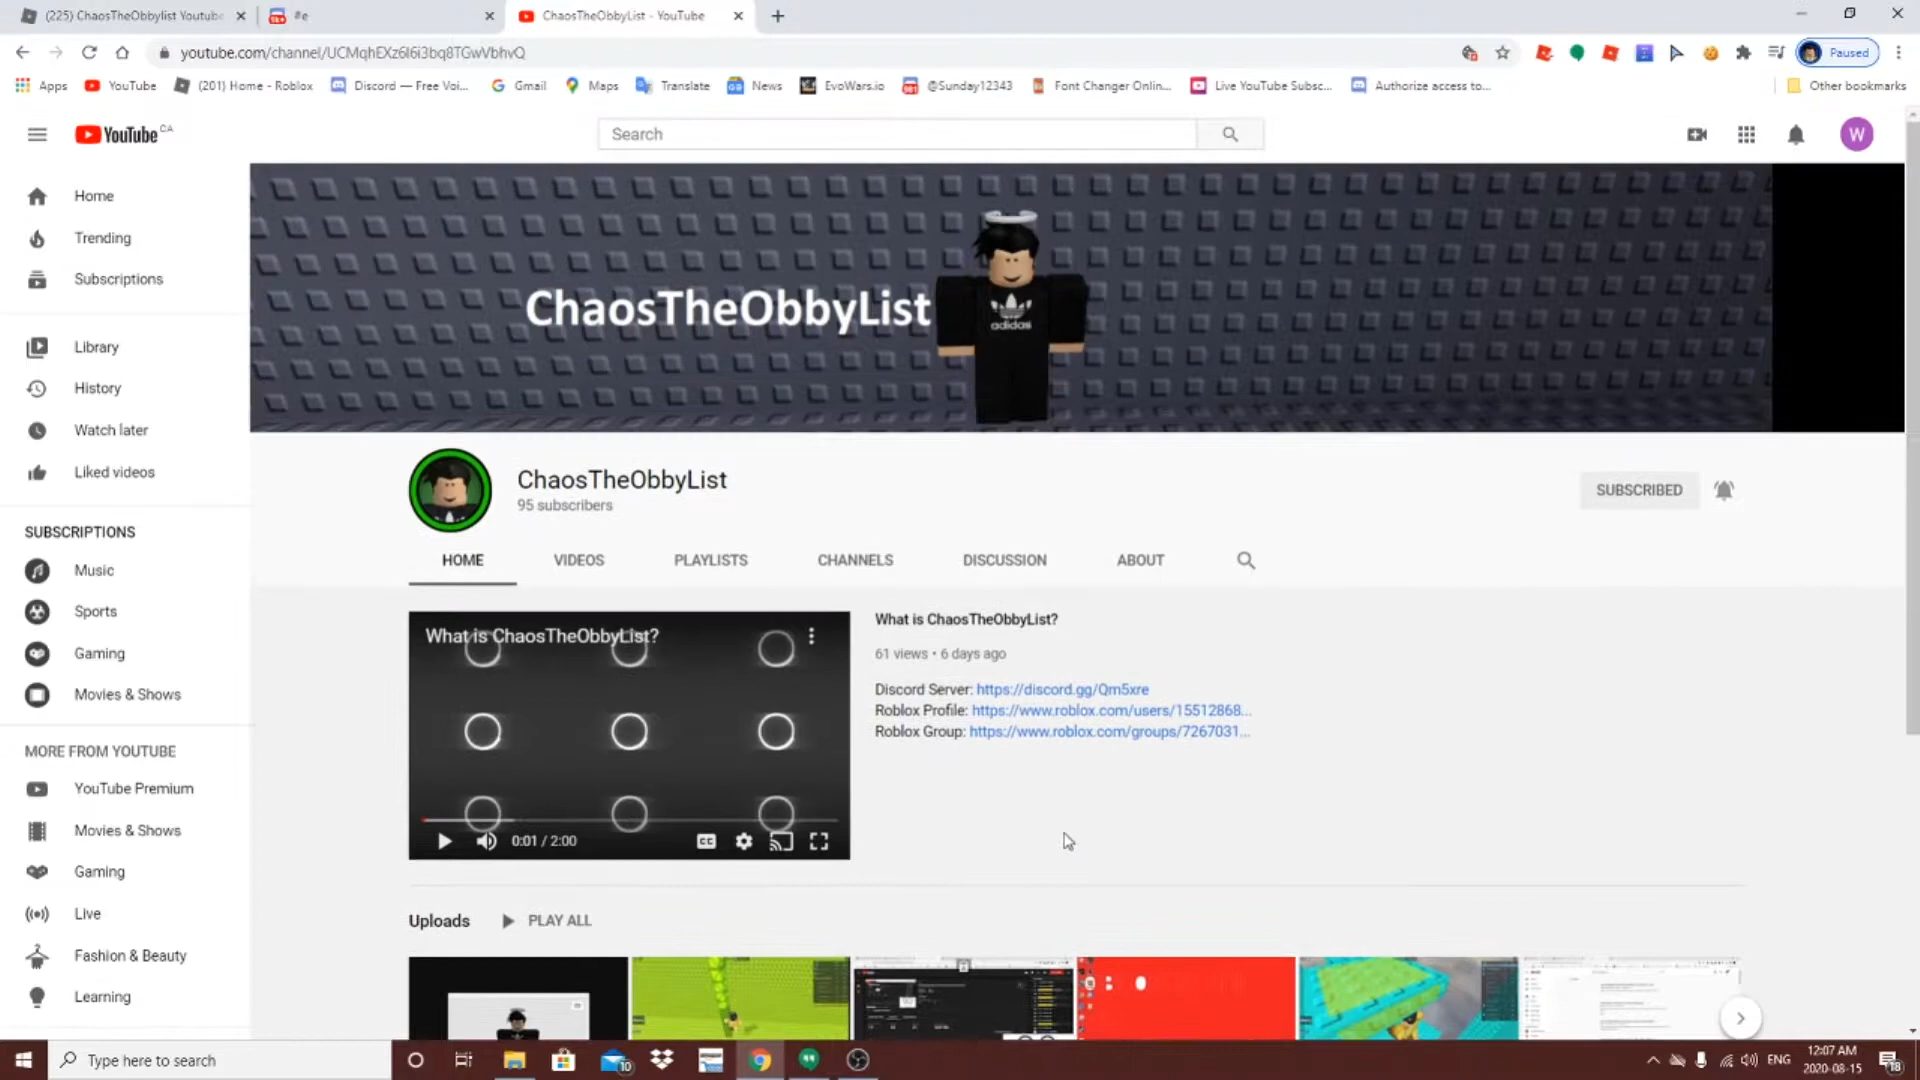 (225) ChaosTheObbylist Youtube
#e
ChaosTheObbyList - YouTube
youtube.com/channel/UCMqhEXz6l6i3bq8TGwVbhvQ
Paused
Apps
YouTube
(201) Home - Roblox
Discord — Free Voi...
Gmail
Maps
Translate
News
EvoWars.io
@Sunday12343
Font Changer Onlin...
Live YouTube Subsc...
Authorize access to...
Other bookmarks
YouTube CA
Search
W
Home
Trending
Subscriptions
Library
History
Watch later
Liked videos
SUBSCRIPTIONS
Music
Sports
Gaming
Movies & Shows
MORE FROM YOUTUBE
YouTube Premium
Movies & Shows
Gaming
Live
Fashion & Beauty
Learning
ChaosTheObbyList
adidas
ChaosTheObbyList
95 subscribers
SUBSCRIBED
HOME
VIDEOS
PLAYLISTS
CHANNELS
DISCUSSION
ABOUT
What is ChaosTheObbyList?
0:01 / 2:00
CC
What is ChaosTheObbyList?
61 views • 6 days ago
Discord Server: https://discord.gg/Qm5xre
Roblox Profile: https://www.roblox.com/users/15512868...
Roblox Group: https://www.roblox.com/groups/7267031...
Uploads
PLAY ALL
Type here to search
10
ENG
12:07 AM
2020-08-15
18